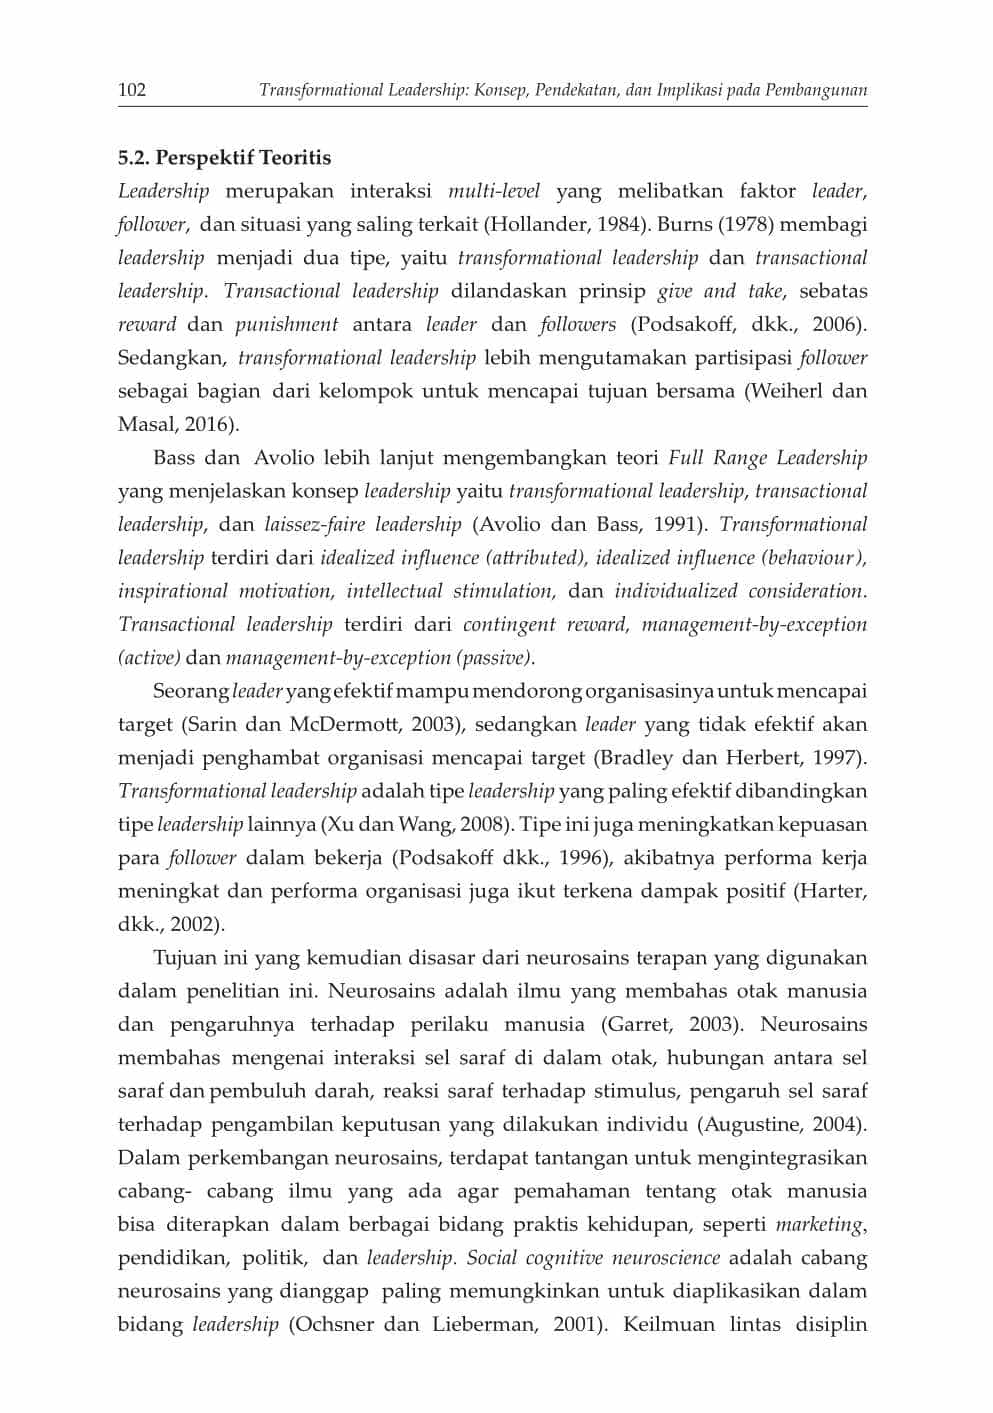 102
Transformational Leadership: Konsep, Pendekatan, dan Implikasi pada Pembangunan
5.2. Perspektif Teoritis
Leadership merupakan interaksi multi-level yang melibatkan faktor leader,
follower, dan situasi yang saling terkait (Hollander, 1984). Burns (1978) membagi
leadership menjadi dua tipe, yaitu transformational leadership dan transactional
leadership. Transactional leadership dilandaskan prinsip give and take, sebatas
reward dan punishment antara leader dan followers (Podsakoff, dkk., 2006).
Sedangkan, transformational leadership lebih mengutamakan partisipasi follower
sebagai bagian dari kelompok untuk mencapai tujuan bersama (Weiherl dan
Masal, 2016).
Bass dan Avolio lebih lanjut mengembangkan teori Full Range Leadership
yang menjelaskan konsep leadership yaitu transformational leadership, transactional
leadership, dan laissez-faire leadership (Avolio dan Bass, 1991). Transformational
leadership terdiri dari idealized influence (attributed), idealized influence (behaviour),
inspirational motivation, intellectual stimulation, dan individualized consideration.
Transactional leadership terdiri dari contingent reward, management-by-exception
(active) dan management-by-exception (passive).
Seorang leader yang efektif mampu mendorong organisasinya untuk mencapai
target (Sarin dan McDermott, 2003), sedangkan leader yang tidak efektif akan
menjadi penghambat organisasi mencapai target (Bradley dan Herbert, 1997).
Transformational leadership adalah tipe leadership yang paling efektif dibandingkan
tipe leadership lainnya (Xu dan Wang, 2008). Tipe ini juga meningkatkan kepuasan
para follower dalam bekerja (Podsakoff dkk., 1996), akibatnya performa kerja
meningkat dan performa organisasi juga ikut terkena dampak positif (Harter,
dkk., 2002).
Tujuan ini yang kemudian disasar dari neurosains terapan yang digunakan
dalam penelitian ini. Neurosains adalah ilmu yang membahas otak manusia
dan pengaruhnya terhadap perilaku manusia (Garret, 2003). Neurosains
membahas mengenai interaksi sel saraf di dalam otak, hubungan antara sel
saraf dan pembuluh darah, reaksi saraf terhadap stimulus, pengaruh sel saraf
terhadap pengambilan keputusan yang dilakukan individu (Augustine, 2004).
Dalam perkembangan neurosains, terdapat tantangan untuk mengintegrasikan
cabang- cabang ilmu yang ada agar pemahaman tentang otak manusia
bisa diterapkan dalam berbagai bidang praktis kehidupan, seperti marketing,
pendidikan, politik, dan leadership. Social cognitive neuroscience adalah cabang
neurosains yang dianggap paling memungkinkan untuk diaplikasikan dalam
bidang leadership (Ochsner dan Lieberman, 2001). Keilmuan lintas disiplin